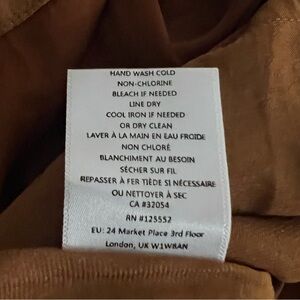 HAND WASH COLD
NON-CHLORINE
BLEACH IF NEEDED
LINE DRY
COOL IRON IF NEEDED
OR DRY CLEAN
LAVER À LA MAIN EN EAU FROIDE
NON CHLORÉ
BLANCHIMENT AU BESOIN
SÉCHER SUR FIL
REPASSER À FER TIÈDE SI NÉCESSAIRE
OU NETTOYER À SEC
CA #32054
RN #125552
EU: 24 Market Place 3rd Floor
London, UK W1W8AN